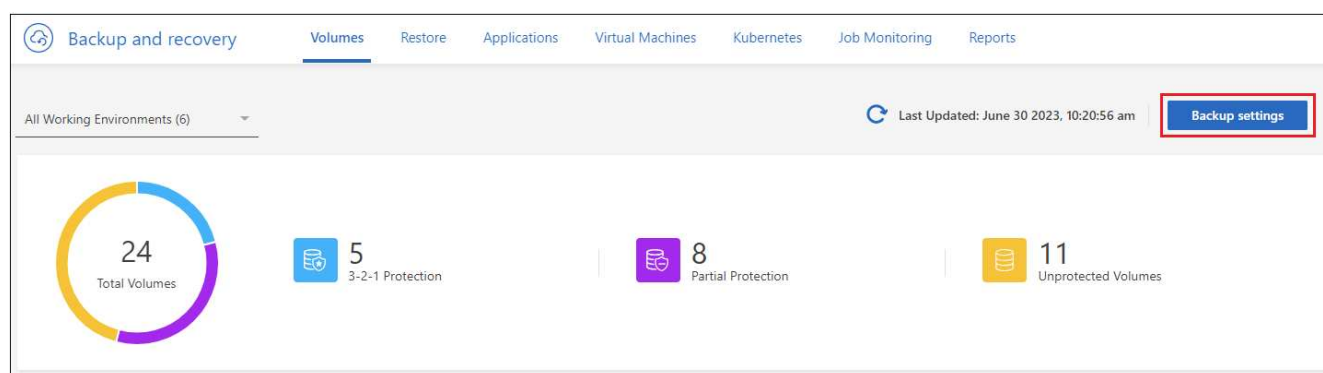 Backup and recovery Volumes Restore Applications Virtual Machines Kubernetes Job Monitoring Reports
All Working Environments (6) Last Updated: June 30 2023, 10:20:56 am Backup settings
24
Total Volumes
5
3-2-1 Protection
8
Partial Protection
11
Unprotected Volumes